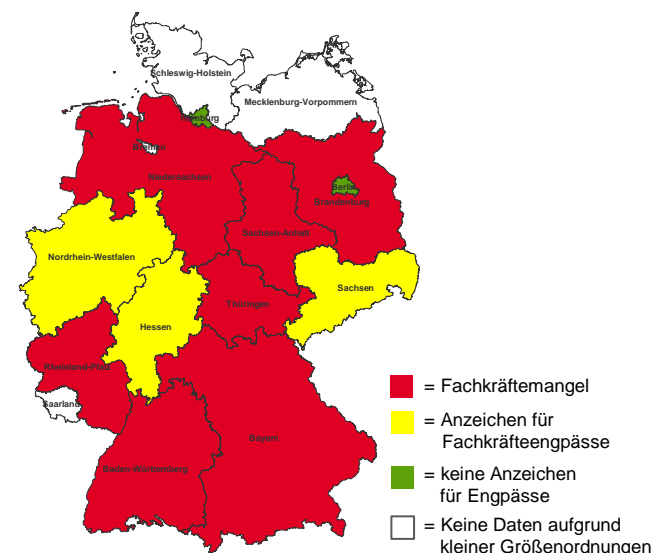 Schleswig-Holstein
Mecklenburg-Vorpommern
Hamburg
Bremen
Niedersachsen
Berlin
Brandenburg
Sachsen-Anhalt
Nordrhein-Westfalen
Sachsen
Thüringen
Hessen
Rheinland-Pfalz
Saarland
Bayern
Baden-Württemberg
= Fachkräftemangel
= Anzeichen für
Fachkräfteengpässe
= keine Anzeichen
für Engpässe
= Keine Daten aufgrund
kleiner Größenordnungen